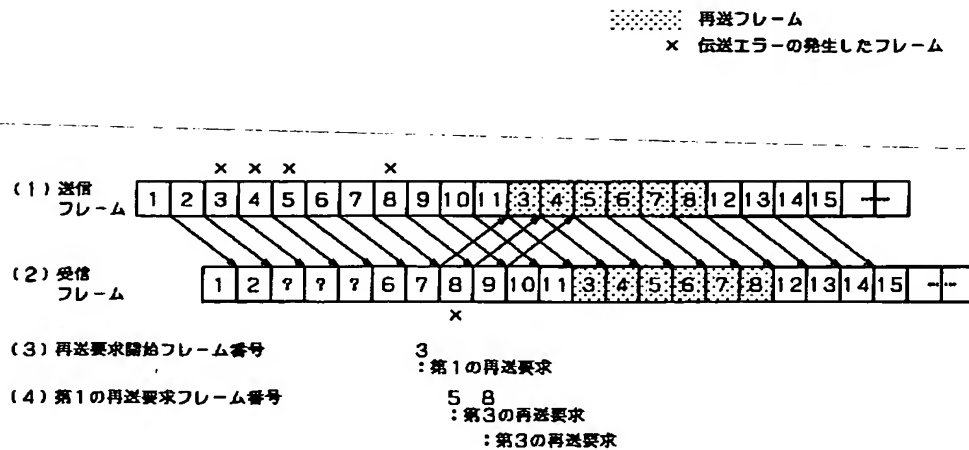 再送フレーム
× 伝送エラーの発生したフレーム
× × × ×
(1) 送信 1 2 3 4 5 6 7 8 9 10 11 3 4 5 6 7 8 12 13 14 15 ......
フレーム
(2) 受信 1 2 ? ? ? 6 7 8 9 10 11 3 4 5 6 7 8 12 13 14 15 ......
フレーム
×
(3) 再送要求開始フレーム番号 3
:第1の再送要求
(4) 第1の再送要求フレーム番号 5 8
:第3の再送要求
:第3の再送要求